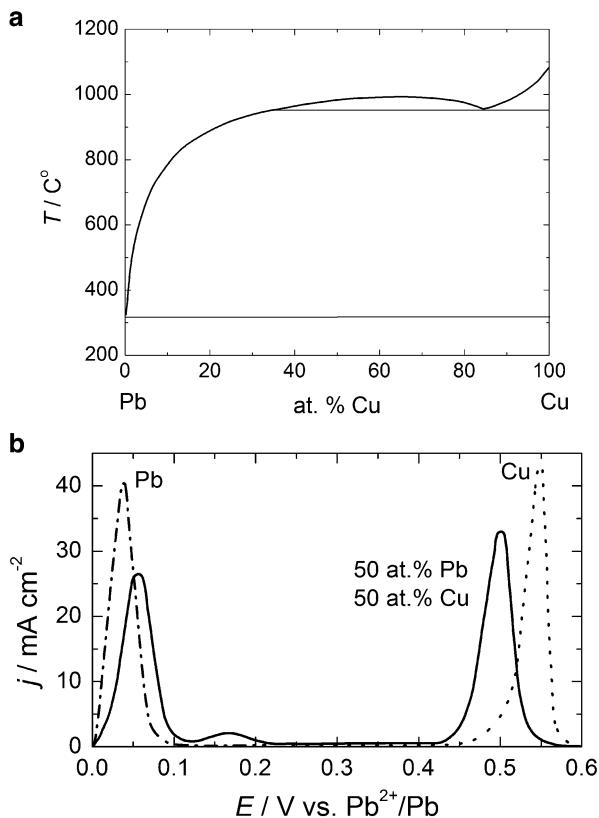 a
1200
1000
800
600
400
200
T / C°
0 20 40 60 80 100
Pb at. % Cu Cu
b
Pb
Cu
50 at.% Pb
50 at.% Cu
40
30
20
10
0
j / mA cm⁻²
0.0 0.1 0.2 0.3 0.4 0.5 0.6
E / V vs. Pb²⁺/Pb